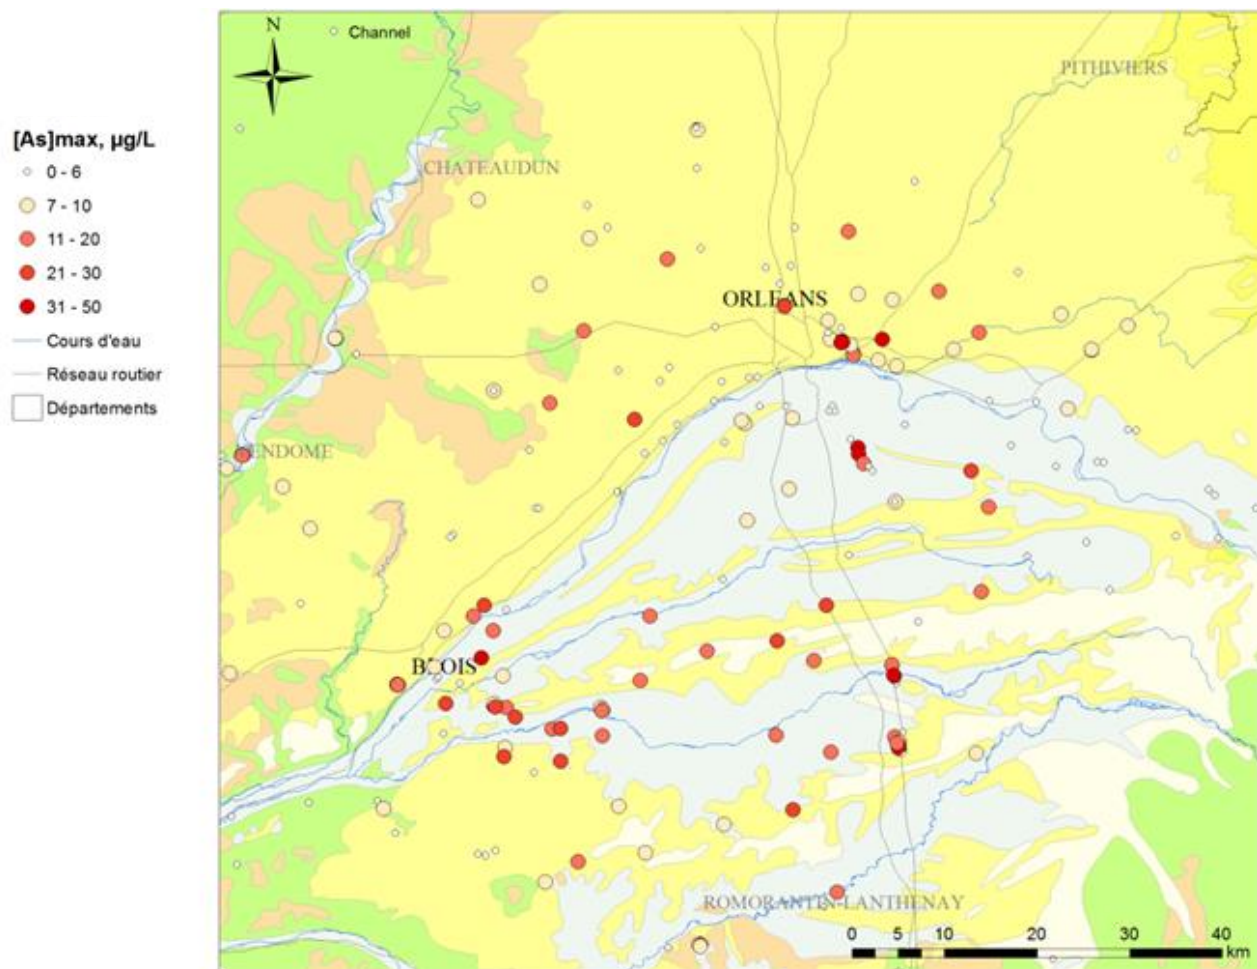 N
Channel
PITHIVIERS
[As]max, µg/L
0 - 6
7 - 10
11 - 20
21 - 30
31 - 50
Cours d'eau
Réseau routier
Départements
CHATEAUDUN
ORLEANS
VENDOME
BLOIS
ROMORANTIN-LANTHENAY
0 5 10 20 30 40
km